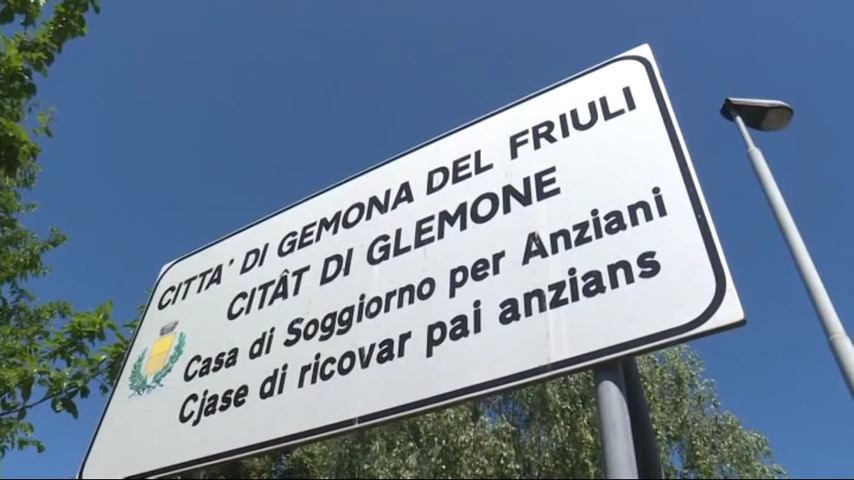 CITTA' DI GEMONA DEL FRIULI
CITÂT DI GLEMONE
Casa di Soggiorno per Anziani
Cjase di ricovar pai anzians